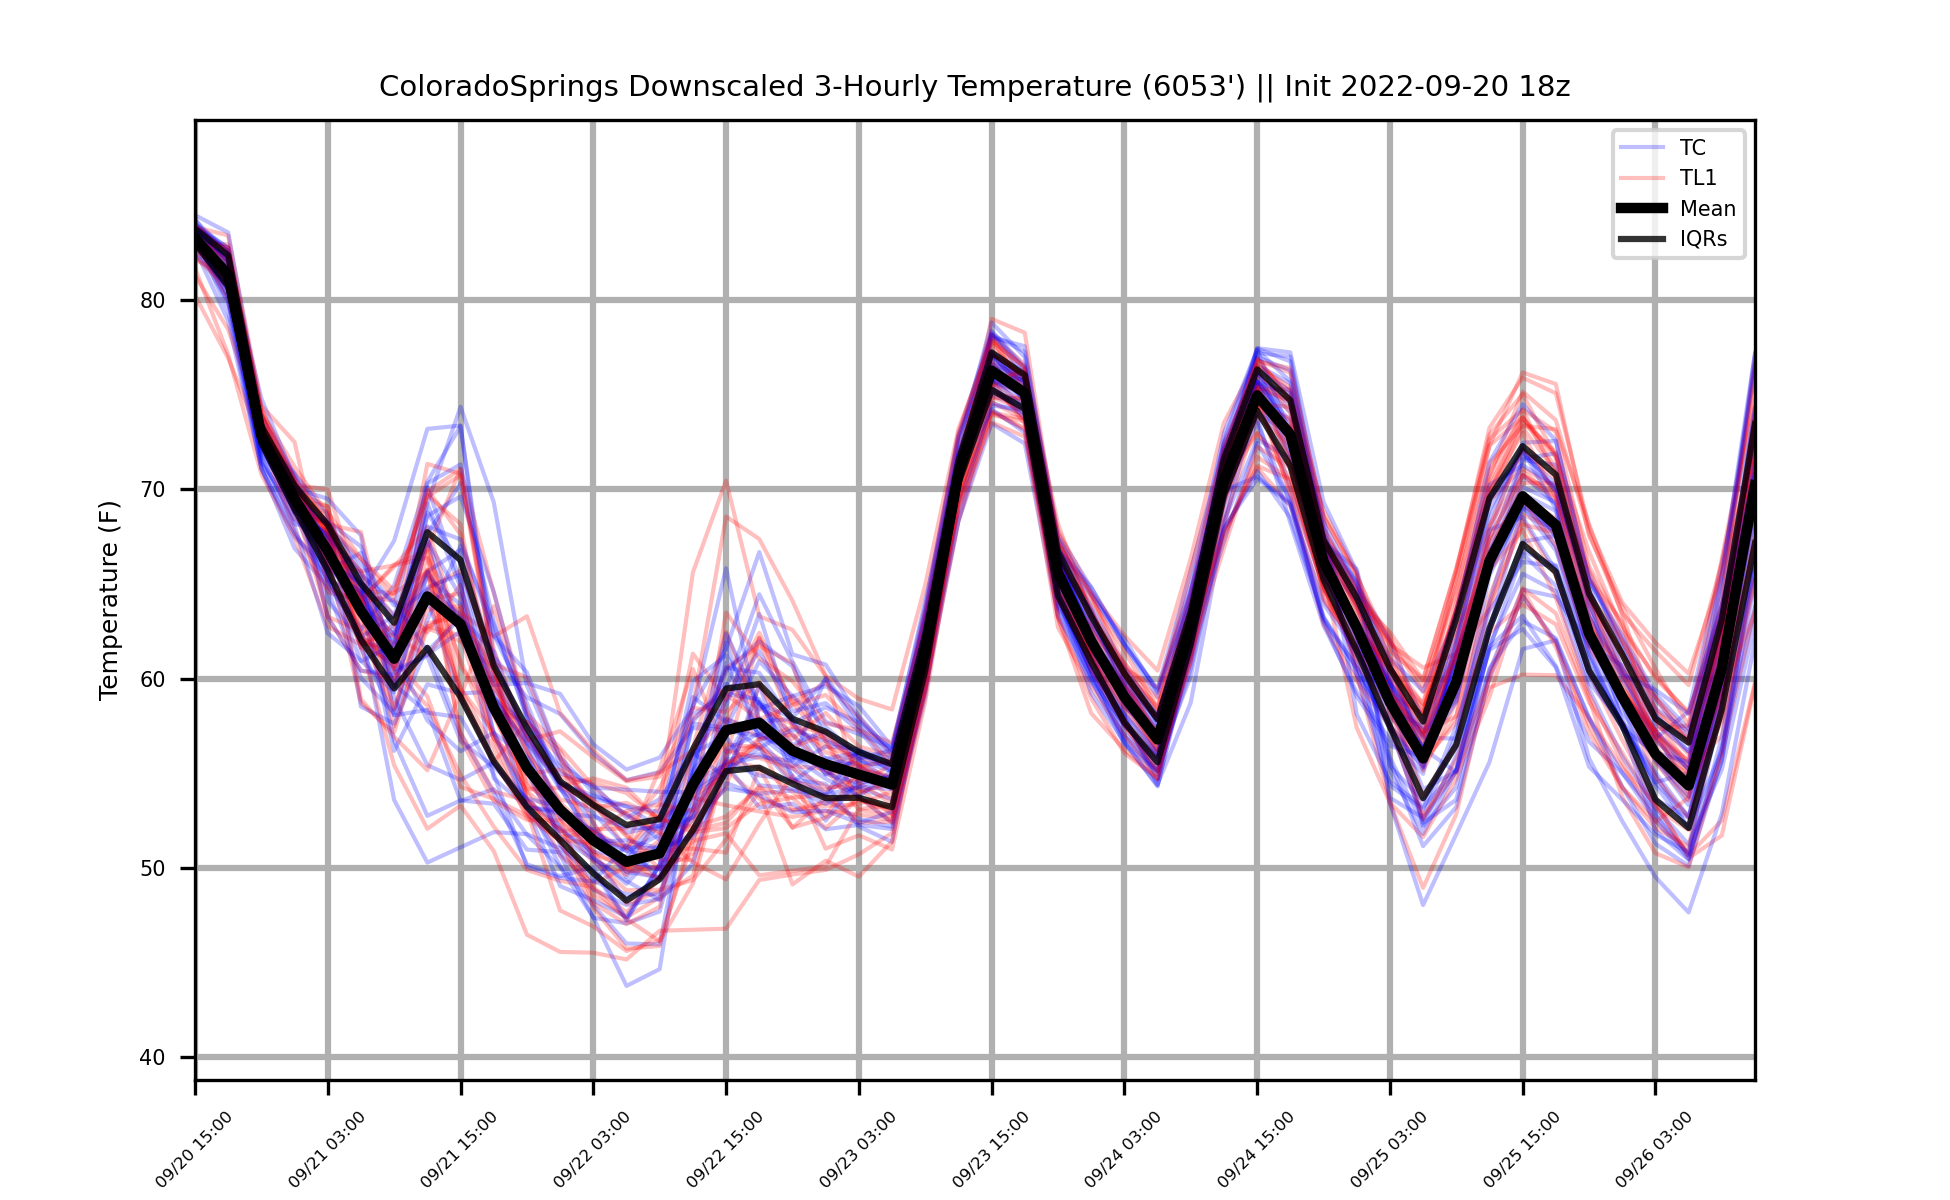 ColoradoSprings Downscaled 3-Hourly Temperature (6053') || Init 2022-09-20 18z
TC
TL1
Mean
IQRs
Temperature (F)
80
70
60
50
40
09/20 15:00
09/21 03:00
09/21 15:00
09/22 03:00
09/22 15:00
09/23 03:00
09/23 15:00
09/24 03:00
09/24 15:00
09/25 03:00
09/25 15:00
09/26 03:00